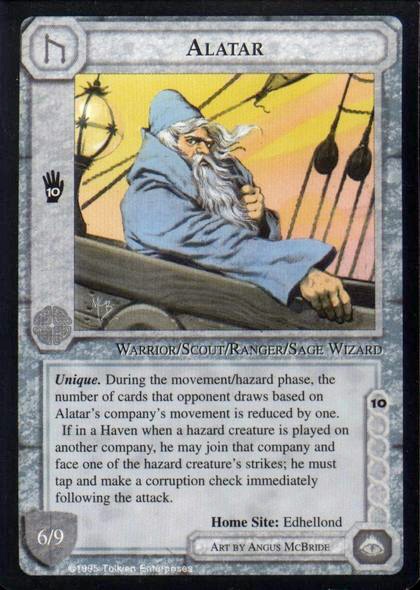 ALATAR
10
MCB
WARRIOR/SCOUT/RANGER/SAGE WIZARD
Unique. During the movement/hazard phase, the
number of cards that opponent draws based on
Alatar's company's movement is reduced by one.
If in a Haven when a hazard creature is played on
another company, he may join that company and
face one of the hazard creature's strikes; he must
tap and make a corruption check immediately
following the attack.
10
Home Site: Edhellond
6/9
ART BY ANGUS MCBRIDE
©1995 Tolkien Enterprises